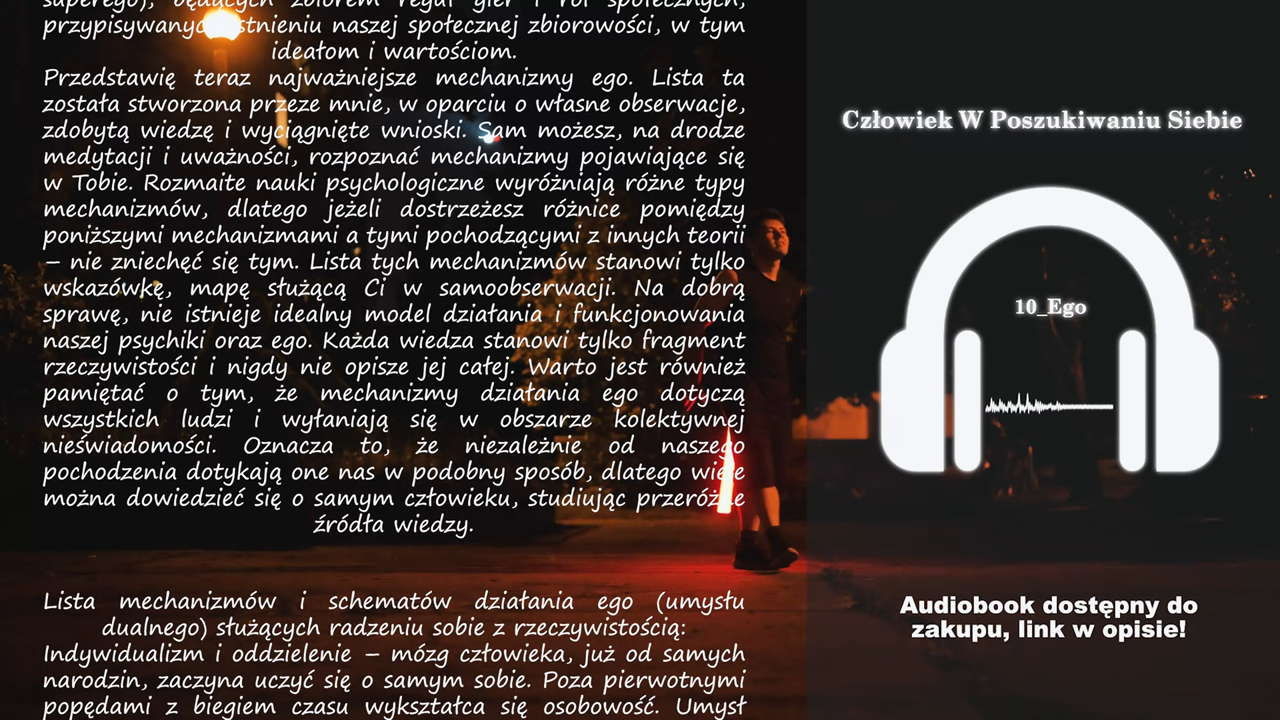 superego), będących zbiorem reguł gier i ról społecznych,
przypisywanych istnieniu naszej społecznej zbiorowości, w tym
ideałom i wartościom.
Przedstawię teraz najważniejsze mechanizmy ego. Lista ta
została stworzona przeze mnie, w oparciu o własne obserwacje,
zdobytą wiedzę i wyciągnięte wnioski. Sam możesz, na drodze
medytacji i uważności, rozpoznać mechanizmy pojawiające się
w Tobie. Rozmaite nauki psychologiczne wyróżniają różne typy
mechanizmów, dlatego jeżeli dostrzeżesz różnice pomiędzy
poniższymi mechanizmami a tymi pochodzącymi z innych teorii
– nie zniechęć się tym. Lista tych mechanizmów stanowi tylko
wskazówkę, mapę służącą Ci w samoobserwacji. Na dobrą
sprawę, nie istnieje idealny model działania i funkcjonowania
naszej psychiki oraz ego. Każda wiedza stanowi tylko fragment
rzeczywistości i nigdy nie opisze jej całej. Warto jest również
pamiętać o tym, że mechanizmy działania ego dotyczą
wszystkich ludzi i wyłaniają się w obszarze kolektywnej
nieświadomości. Oznacza to, że niezależnie od naszego
pochodzenia dotykają one nas w podobny sposób, dlatego wiele
można dowiedzieć się o samym człowieku, studiując przeróżne
źródła wiedzy.
Lista mechanizmów i schematów działania ego (umysłu
dualnego) służących radzeniu sobie z rzeczywistością:
Indywidualizm i oddzielenie – mózg człowieka, już od samych
narodzin, zaczyna uczyć się o samym sobie. Poza pierwotnymi
popędami z biegiem czasu wykształca się osobowość. Umysł
Człowiek W Poszukiwaniu Siebie
10_Ego
Audiobook dostępny do
zakupu, link w opisie!